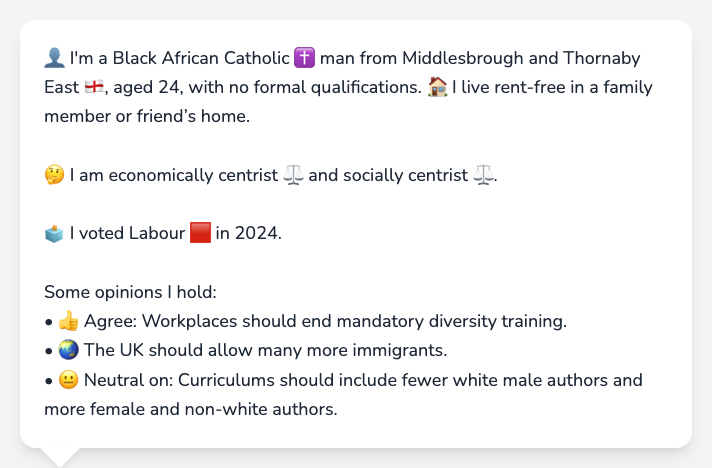 👤 I'm a Black African Catholic ✝️ man from Middlesbrough and Thornaby
East 🏴󠁧󠁢󠁥󠁮󠁧󠁿, aged 24, with no formal qualifications. 🏠 I live rent-free in a family
member or friend’s home.
🤔 I am economically centrist ⚖️ and socially centrist ⚖️.
🗳️ I voted Labour 🟥 in 2024.
Some opinions I hold:
• 👍 Agree: Workplaces should end mandatory diversity training.
• 🌏 The UK should allow many more immigrants.
• 😐 Neutral on: Curriculums should include fewer white male authors and
more female and non-white authors.